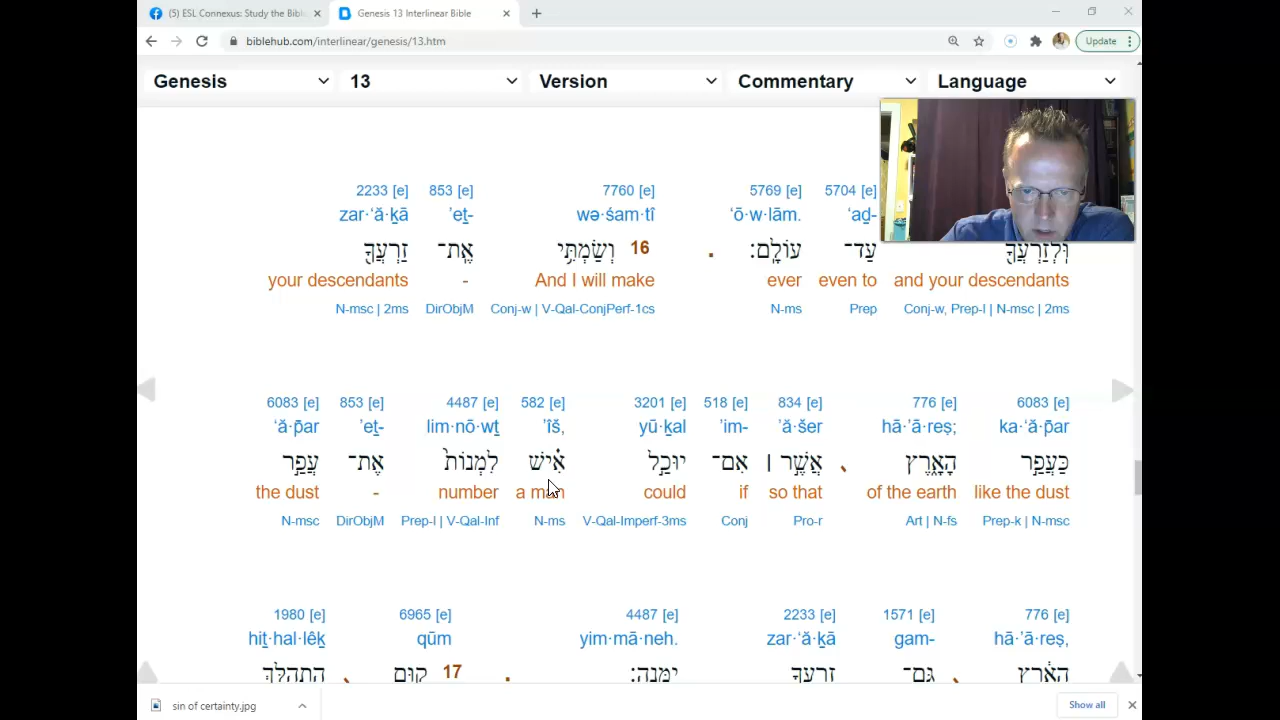 (5) ESL Connexus: Study the Bibl
Genesis 13 Interlinear Bible
biblehub.com/interlinear/genesis/13.htm
Update
Genesis 13 Version Commentary Language
2233 [e] 853 [e] 7760 [e] 5769 [e] 5704 [e]
zar·‘ă·ḵā ’eṯ- wə·śam·tî ‘ō·w·lām. ‘aḏ-
וּֽלְזַרְעֲךָ֖ עַד־ עוֹלָֽם׃ . 16 וְשַׂמְתִּ֥י אֶֽת־ זַרְעֲךָ֖
your descendants - And I will make ever even to and your descendants
N-msc | 2ms DirObjM Conj-w | V-Qal-ConjPerf-1cs N-ms Prep Conj-w, Prep-l | N-msc | 2ms
6083 [e] 853 [e] 4487 [e] 582 [e] 3201 [e] 518 [e] 834 [e] 776 [e] 6083 [e]
‘ă·p̄ar ’eṯ- lim·nō·wṯ ’îš, yū·ḵal ’im- ’ă·šer hā·’ā·reṣ; ka·‘ă·p̄ar
כַּעֲפַ֣ר הָאָ֑רֶץ ､ אֲשֶׁ֣ר ׀ אִם־ יוּכַ֣ל אִ֗ישׁ לִמְנוֹת֙ אֶת־ עֲפַ֣ר
the dust - number a man could if so that of the earth like the dust
N-msc DirObjM Prep-l | V-Qal-Inf N-ms V-Qal-Imperf-3ms Conj Pro-r Art | N-fs Prep-k | N-msc
1980 [e] 6965 [e] 4487 [e] 2233 [e] 1571 [e] 776 [e]
hiṯ·hal·lêḵ qūm yim·mā·neh. zar·‘ă·ḵā gam- hā·’ā·reṣ,
הָאָ֔רֶץ ､ גַּֽם־ זַרְעֲךָ֖ יִמָּנֶֽה׃ . 17 ק֚וּם ､ הִתְהַלֵּ֣ךְ
sin of certainty.jpg
Show all